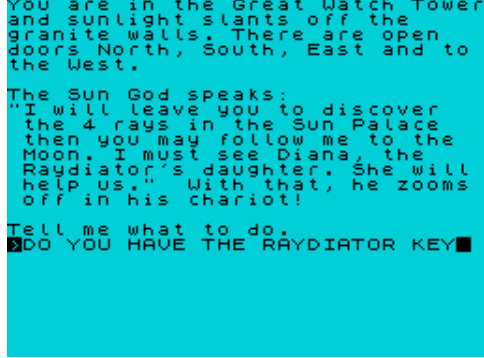 You are in the Great Watch Tower
and sunlight slants off the
granite walls. There are open
doors North, South, East and to
the West.
The Sun God speaks:
"I will leave you to discover
the 4 rays in the Sun Palace
then you may follow me to the
Moon. I must see Diana, the
Raydiator's daughter. She will
help us." With that, he zooms
off in his chariot!
Tell me what to do.
>DO YOU HAVE THE RAYDIATOR KEY